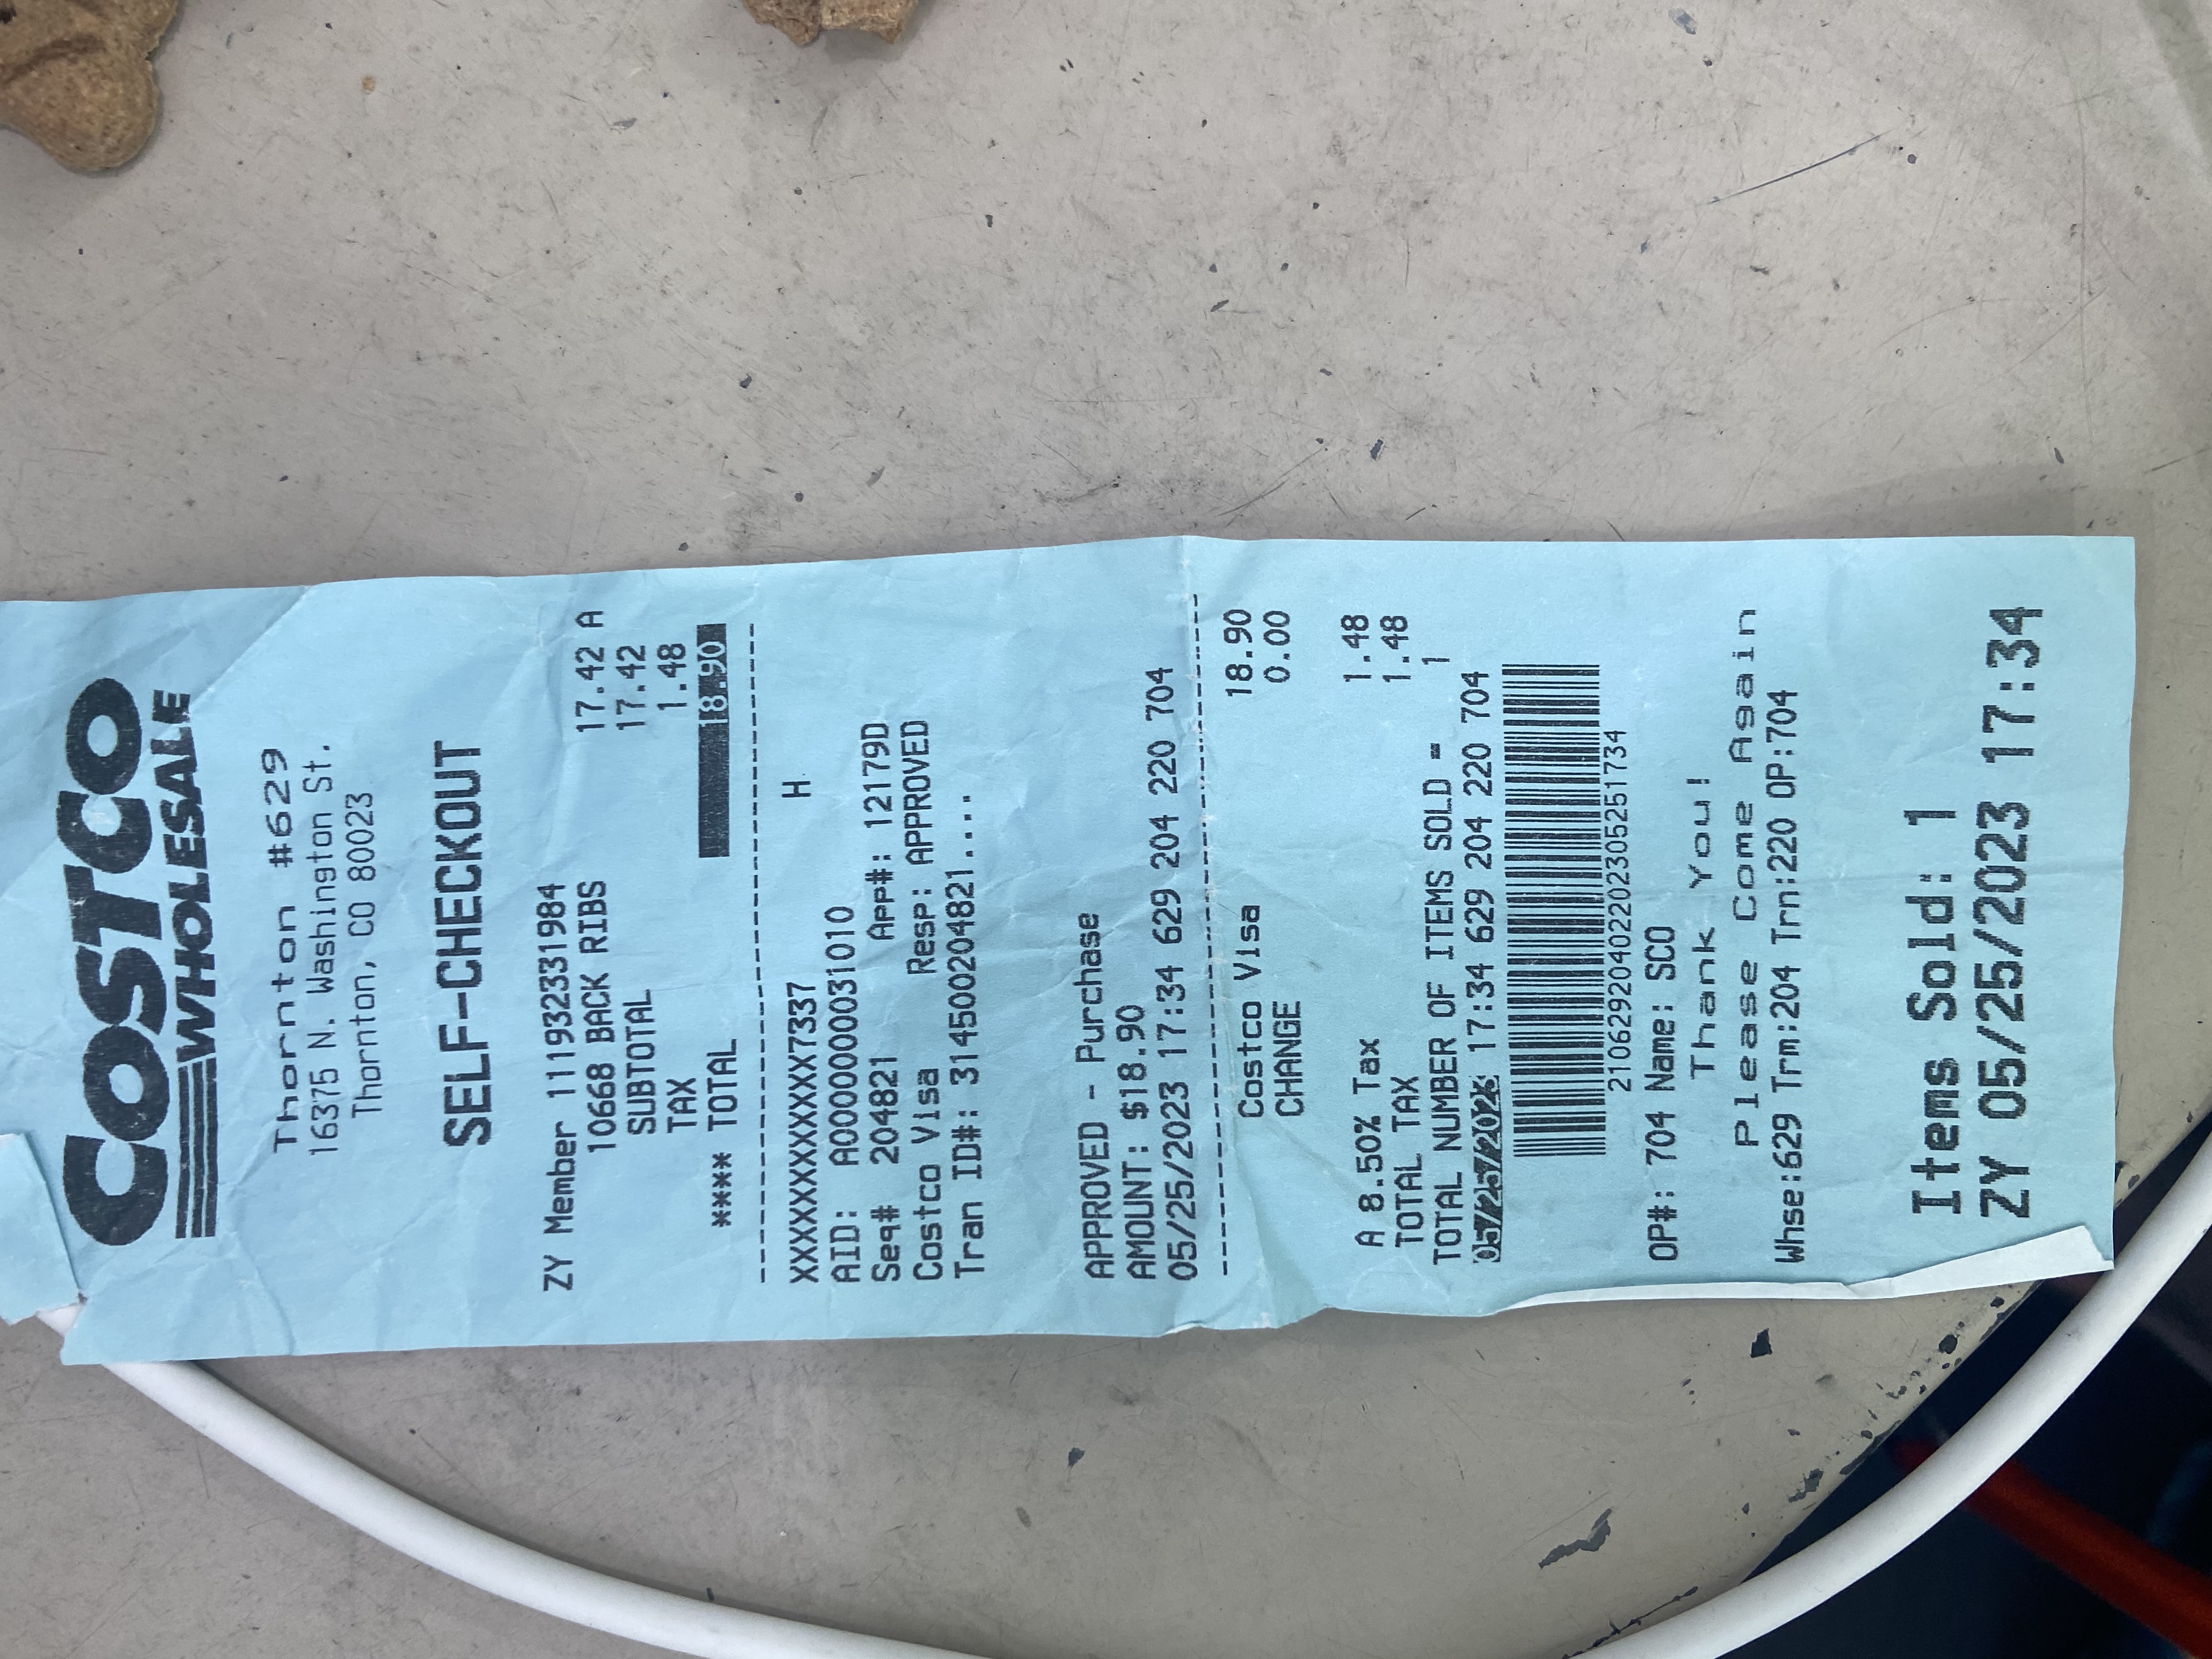 COSTCO
WHOLESALE
Thornton #629
16375 N. Washington St.
Thornton, CO 80023
SELF-CHECKOUT
ZY Member 111932331984
10668 BACK RIBS 17.42 A
SUBTOTAL 17.42
TAX 1.48
**** TOTAL 18.90
XXXXXXXXXXXX7337 H
AID: A0000000031010
Seq# 204821 App#: 12179D
Costco Visa Resp: APPROVED
Tran ID#: 314500204821....
APPROVED - Purchase
AMOUNT: $18.90
05/25/2023 17:34 629 204 220 704
Costco Visa 18.90
CHANGE 0.00
A 8.50% Tax 1.48
TOTAL TAX 1.48
TOTAL NUMBER OF ITEMS SOLD = 1
05/25/2023 17:34 629 204 220 704
21062920402202305251734
OP#: 704 Name: SCO
Thank You!
Please Come Again
Whse:629 Trm:204 Trn:220 OP:704
Items Sold: 1
ZY 05/25/2023 17:34